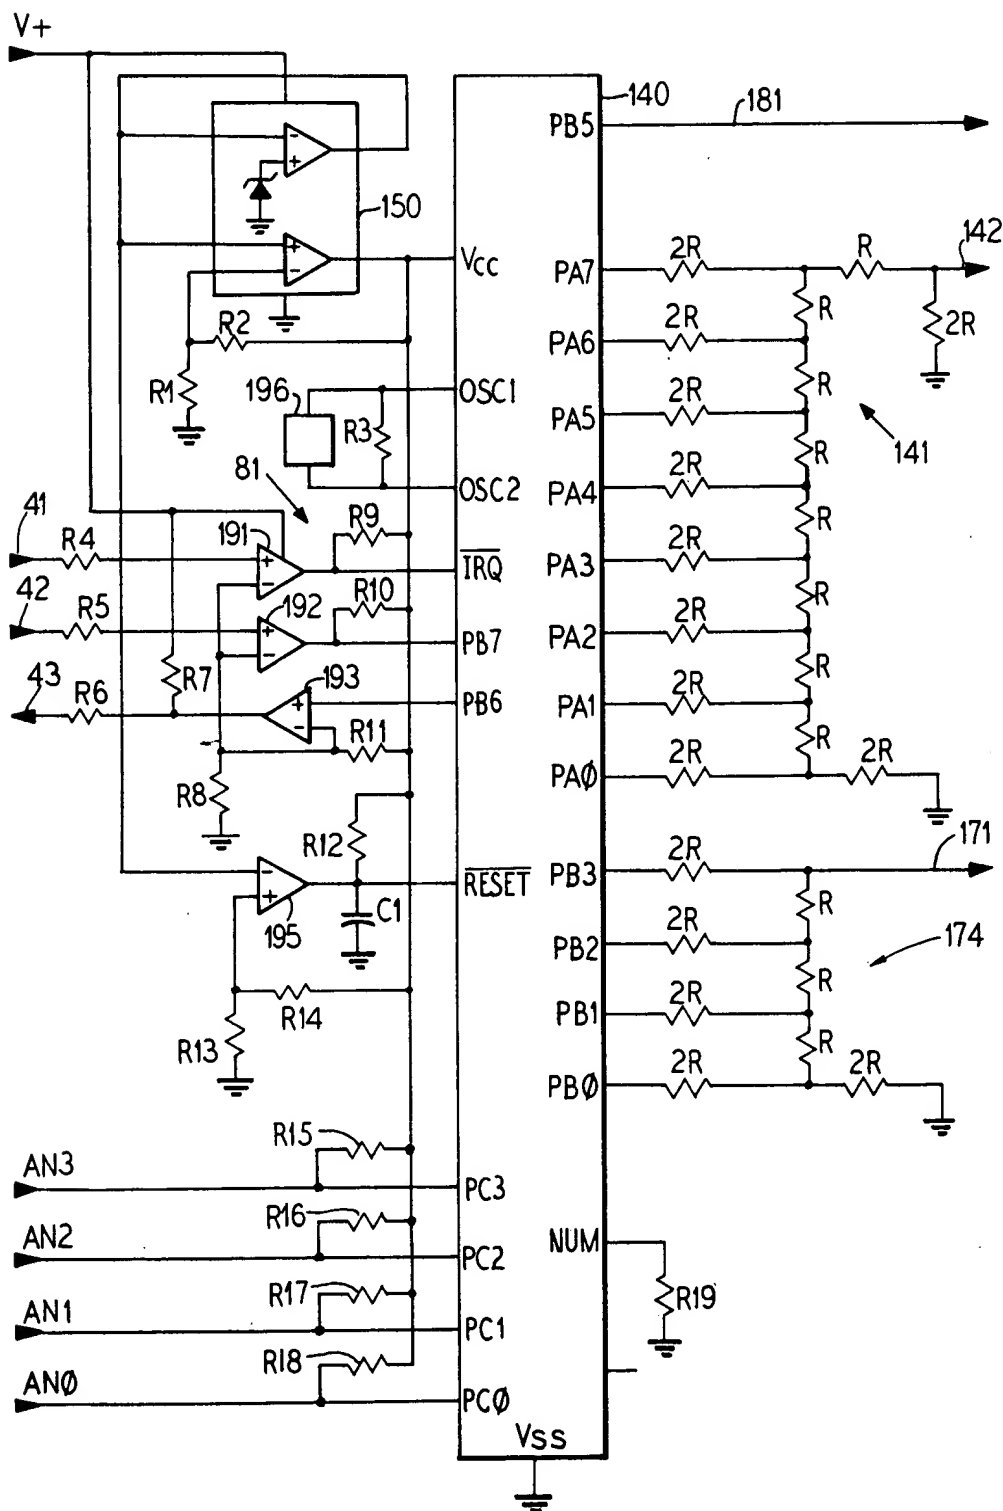 V+
140
PB5
181
150
VCC
PA7
2R
R
142
R
2R
R2
PA6
2R
R1
196
OSC1
R
R3
PA5
2R
141
81
OSC2
PA4
2R
R
41
R4
191
R9
R
IRQ
PA3
2R
42
R5
192
R10
R
PB7
PA2
2R
43
R6
R7
193
PB6
R
PA1
2R
R11
R
R8
PAØ
2R
2R
R12
RESET
PB3
2R
171
195
C1
R
PB2
2R
174
R14
R
R13
PB1
2R
R
PBØ
2R
2R
R15
AN3
PC3
R16
AN2
PC2
NUM
R17
R19
AN1
PC1
R18
ANØ
PCØ
VSS